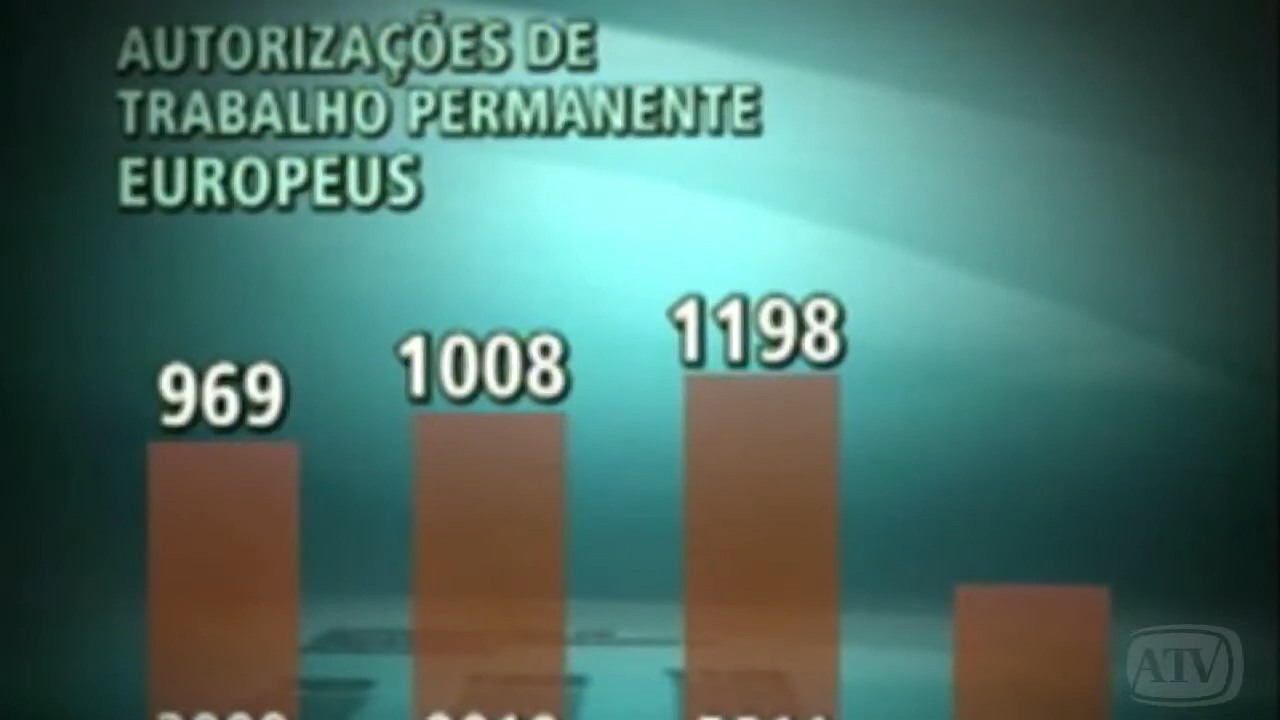 AUTORIZAÇÕES DE
TRABALHO PERMANENTE
EUROPEUS
969
1008
1198
ATV